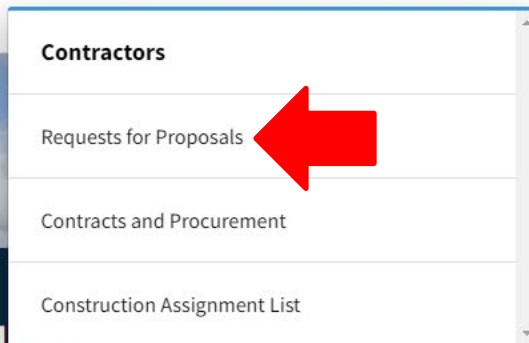 Contractors
Requests for Proposals
Contracts and Procurement
Construction Assignment List